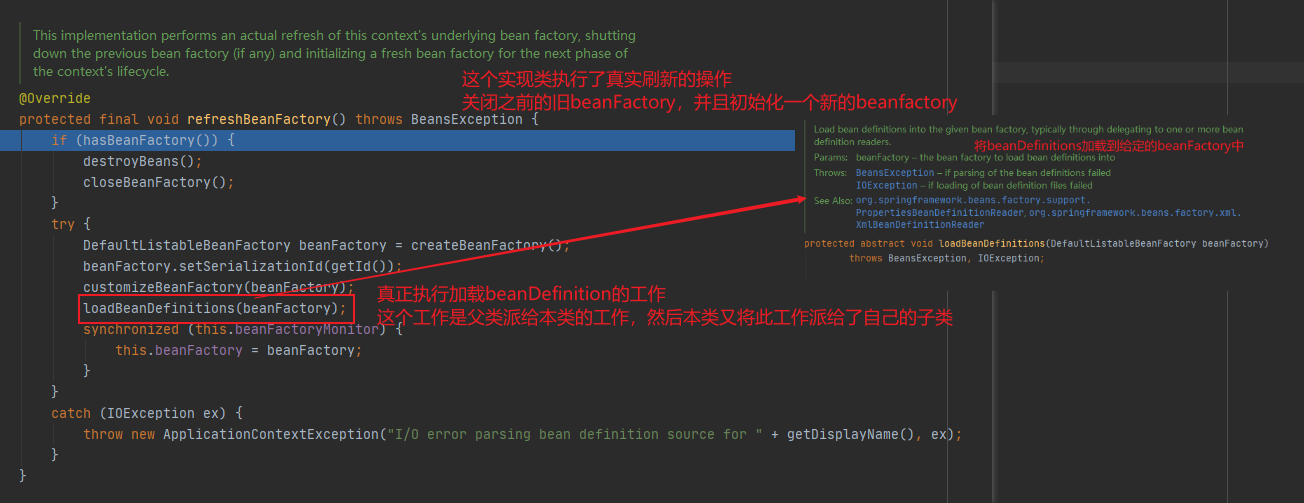 This implementation performs an actual refresh of this context's underlying bean factory, shutting
down the previous bean factory (if any) and initializing a fresh bean factory for the next phase of
the context's lifecycle.
这个实现类执行了真实刷新的操作
关闭之前的旧beanFactory，并且初始化一个新的beanfactory
@Override
protected final void refreshBeanFactory() throws BeansException {
if (hasBeanFactory()) {
destroyBeans();
closeBeanFactory();
}
try {
DefaultListableBeanFactory beanFactory = createBeanFactory();
beanFactory.setSerializationId(getId());
customizeBeanFactory(beanFactory);
loadBeanDefinitions(beanFactory);
真正执行加载beanDefinition的工作
这个工作是父类派给本类的工作，然后本类又将此工作派给了自己的子类
synchronized (this.beanFactoryMonitor) {
this.beanFactory = beanFactory;
}
}
catch (IOException ex) {
throw new ApplicationContextException("I/O error parsing bean definition source for " + getDisplayName(), ex);
}
}
Load bean definitions into the given bean factory, typically through delegating to one or more bean
definition readers.
将beanDefinitions加载到给定的beanFactory中
Params: beanFactory – the bean factory to load bean definitions into
Throws: BeansException – if parsing of the bean definitions failed
IOException – if loading of bean definition files failed
See Also: org.springframework.beans.factory.support.
PropertiesBeanDefinitionReader, org.springframework.beans.factory.xml.
XmlBeanDefinitionReader
protected abstract void loadBeanDefinitions(DefaultListableBeanFactory beanFactory)
throws BeansException, IOException;